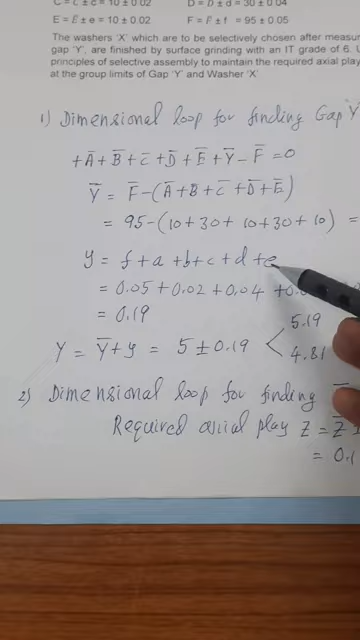 C = C̄ ± c = 10 ± 0.02 D = D̄ ± d = 30 ± 0.04
E = Ē ± e = 10 ± 0.02 F = F̄ ± f = 95 ± 0.05
The washers 'X' which are to be selectively chosen after measur
gap 'Y', are finished by surface grinding with an IT grade of 6. U
principles of selective assembly to maintain the required axial play
at the group limits of Gap 'Y' and Washer 'X'
1) Dimensional loop for finding Gap 'Y'
+Ā + B̄ + C̄ + D̄ + Ē + Ȳ - F̄ = 0
Ȳ = F̄ - (Ā + B̄ + C̄ + D̄ + Ē)
= 95 - (10 + 30 + 10 + 30 + 10) =
y = f + a + b + c + d + e
= 0.05 + 0.02 + 0.04 + 0.0
= 0.19
Y = Ȳ + y = 5 ± 0.19 < 5.19
4.81
2) Dimensional loop for finding
Required axial play Z = Z̄ ±
= 0.1